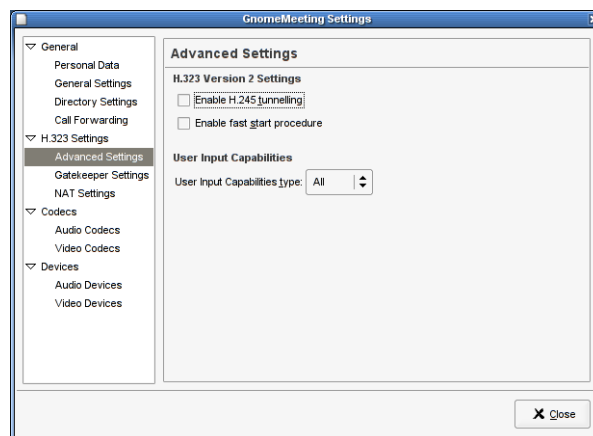 GnomeMeeting Settings
General
Personal Data
General Settings
Directory Settings
Call Forwarding
H.323 Settings
Advanced Settings
Gatekeeper Settings
NAT Settings
Codecs
Audio Codecs
Video Codecs
Devices
Audio Devices
Video Devices
Advanced Settings
H.323 Version 2 Settings
Enable H.245 tunnelling
Enable fast start procedure
User Input Capabilities
User Input Capabilities type: All
Close